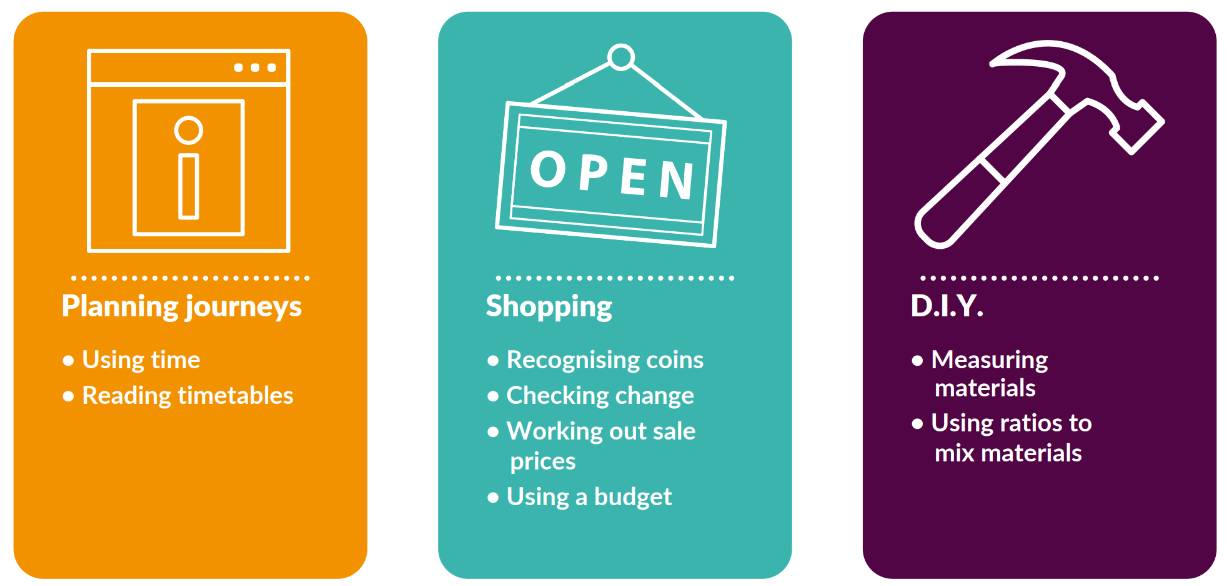 Planning journeys
● Using time
● Reading timetables
OPEN
Shopping
● Recognising coins
● Checking change
● Working out sale
prices
● Using a budget
D.I.Y.
● Measuring
materials
● Using ratios to
mix materials